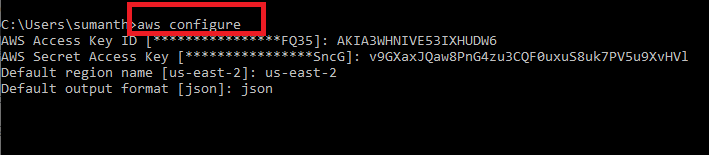 C:\Users\sumanth>aws configure
AWS Access Key ID [****************FQ35]: AKIA3WHNIVE53IXHUDW6
AWS Secret Access Key [****************SncG]: 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
Default region name [us-east-2]: us-east-2
Default output format [json]: json